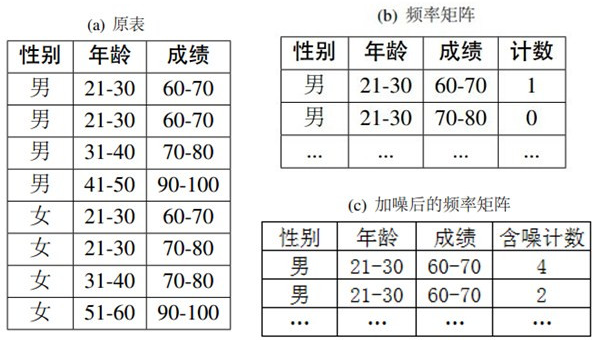 (a) 原表
性别 年龄 成绩
男 21-30 60-70
男 21-30 60-70
男 31-40 70-80
男 41-50 90-100
女 21-30 60-70
女 21-30 70-80
女 31-40 70-80
女 51-60 90-100
(b) 频率矩阵
性别 年龄 成绩 计数
男 21-30 60-70 1
男 21-30 70-80 0
... ... ... ...
(c) 加噪后的频率矩阵
性别 年龄 成绩 含噪计数
男 21-30 60-70 4
男 21-30 60-70 2
... ... ... ...